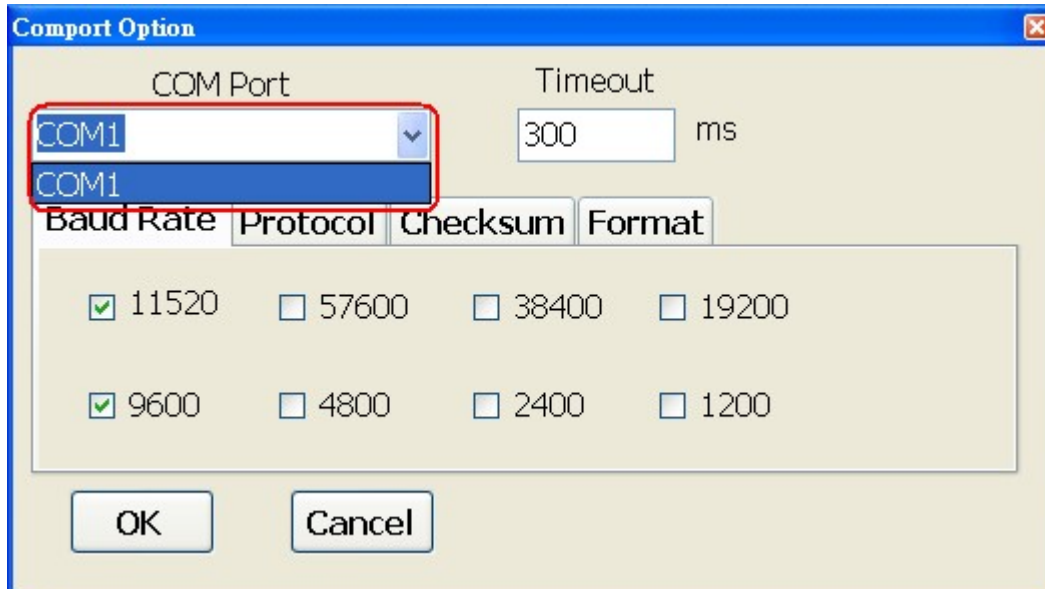 Comport Option
COM Port Timeout
COM1 300 ms
COM1
Baud Rate Protocol Checksum Format
11520 57600 38400 19200
9600 4800 2400 1200
OK Cancel